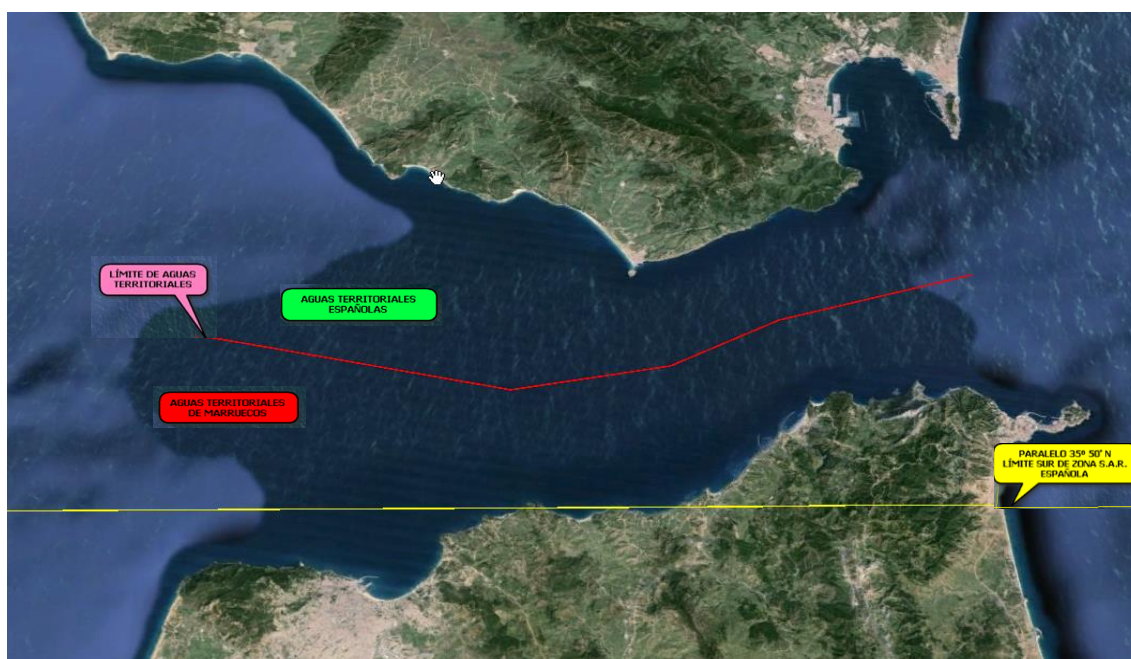 LÍMITE DE AGUAS
TERRITORIALES
AGUAS TERRITORIALES
ESPAÑOLAS
AGUAS TERRITORIALES
DE MARRUECOS
PARALELO 35º 50' N
LÍMITE SUR DE ZONA S.A.R.
ESPAÑOLA